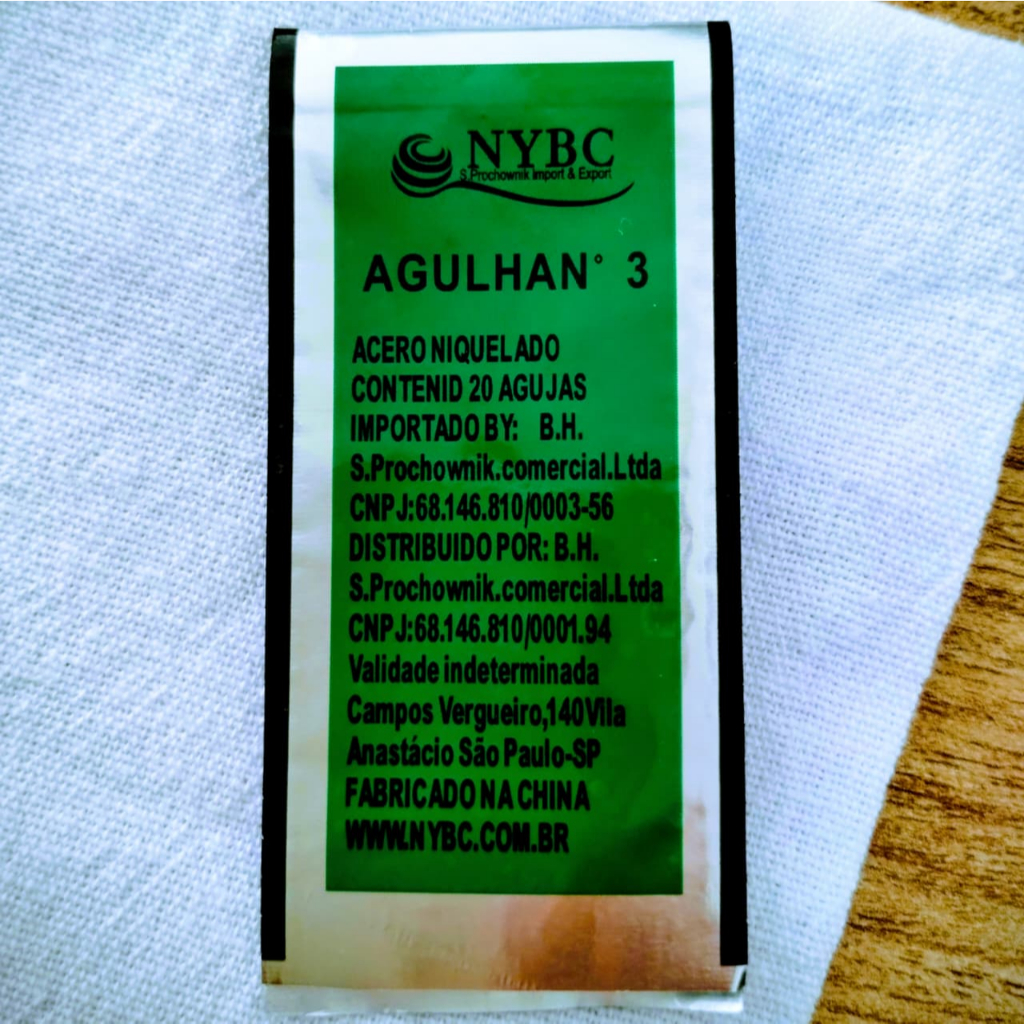 NYBC
S.Prochownik Import & Export
AGULHAN° 3
ACERO NIQUELADO
CONTENID 20 AGUJAS
IMPORTADO BY: B.H.
S.Prochownik.comercial.Ltda
CNPJ:68.146.810/0003-56
DISTRIBUIDO POR: B.H.
S.Prochownik.comercial.Ltda
CNPJ:68.146.810/0001.94
Validade indeterminada
Campos Vergueiro,140Vila
Anastácio São Paulo-SP
FABRICADO NA CHINA
WWW.NYBC.COM.BR